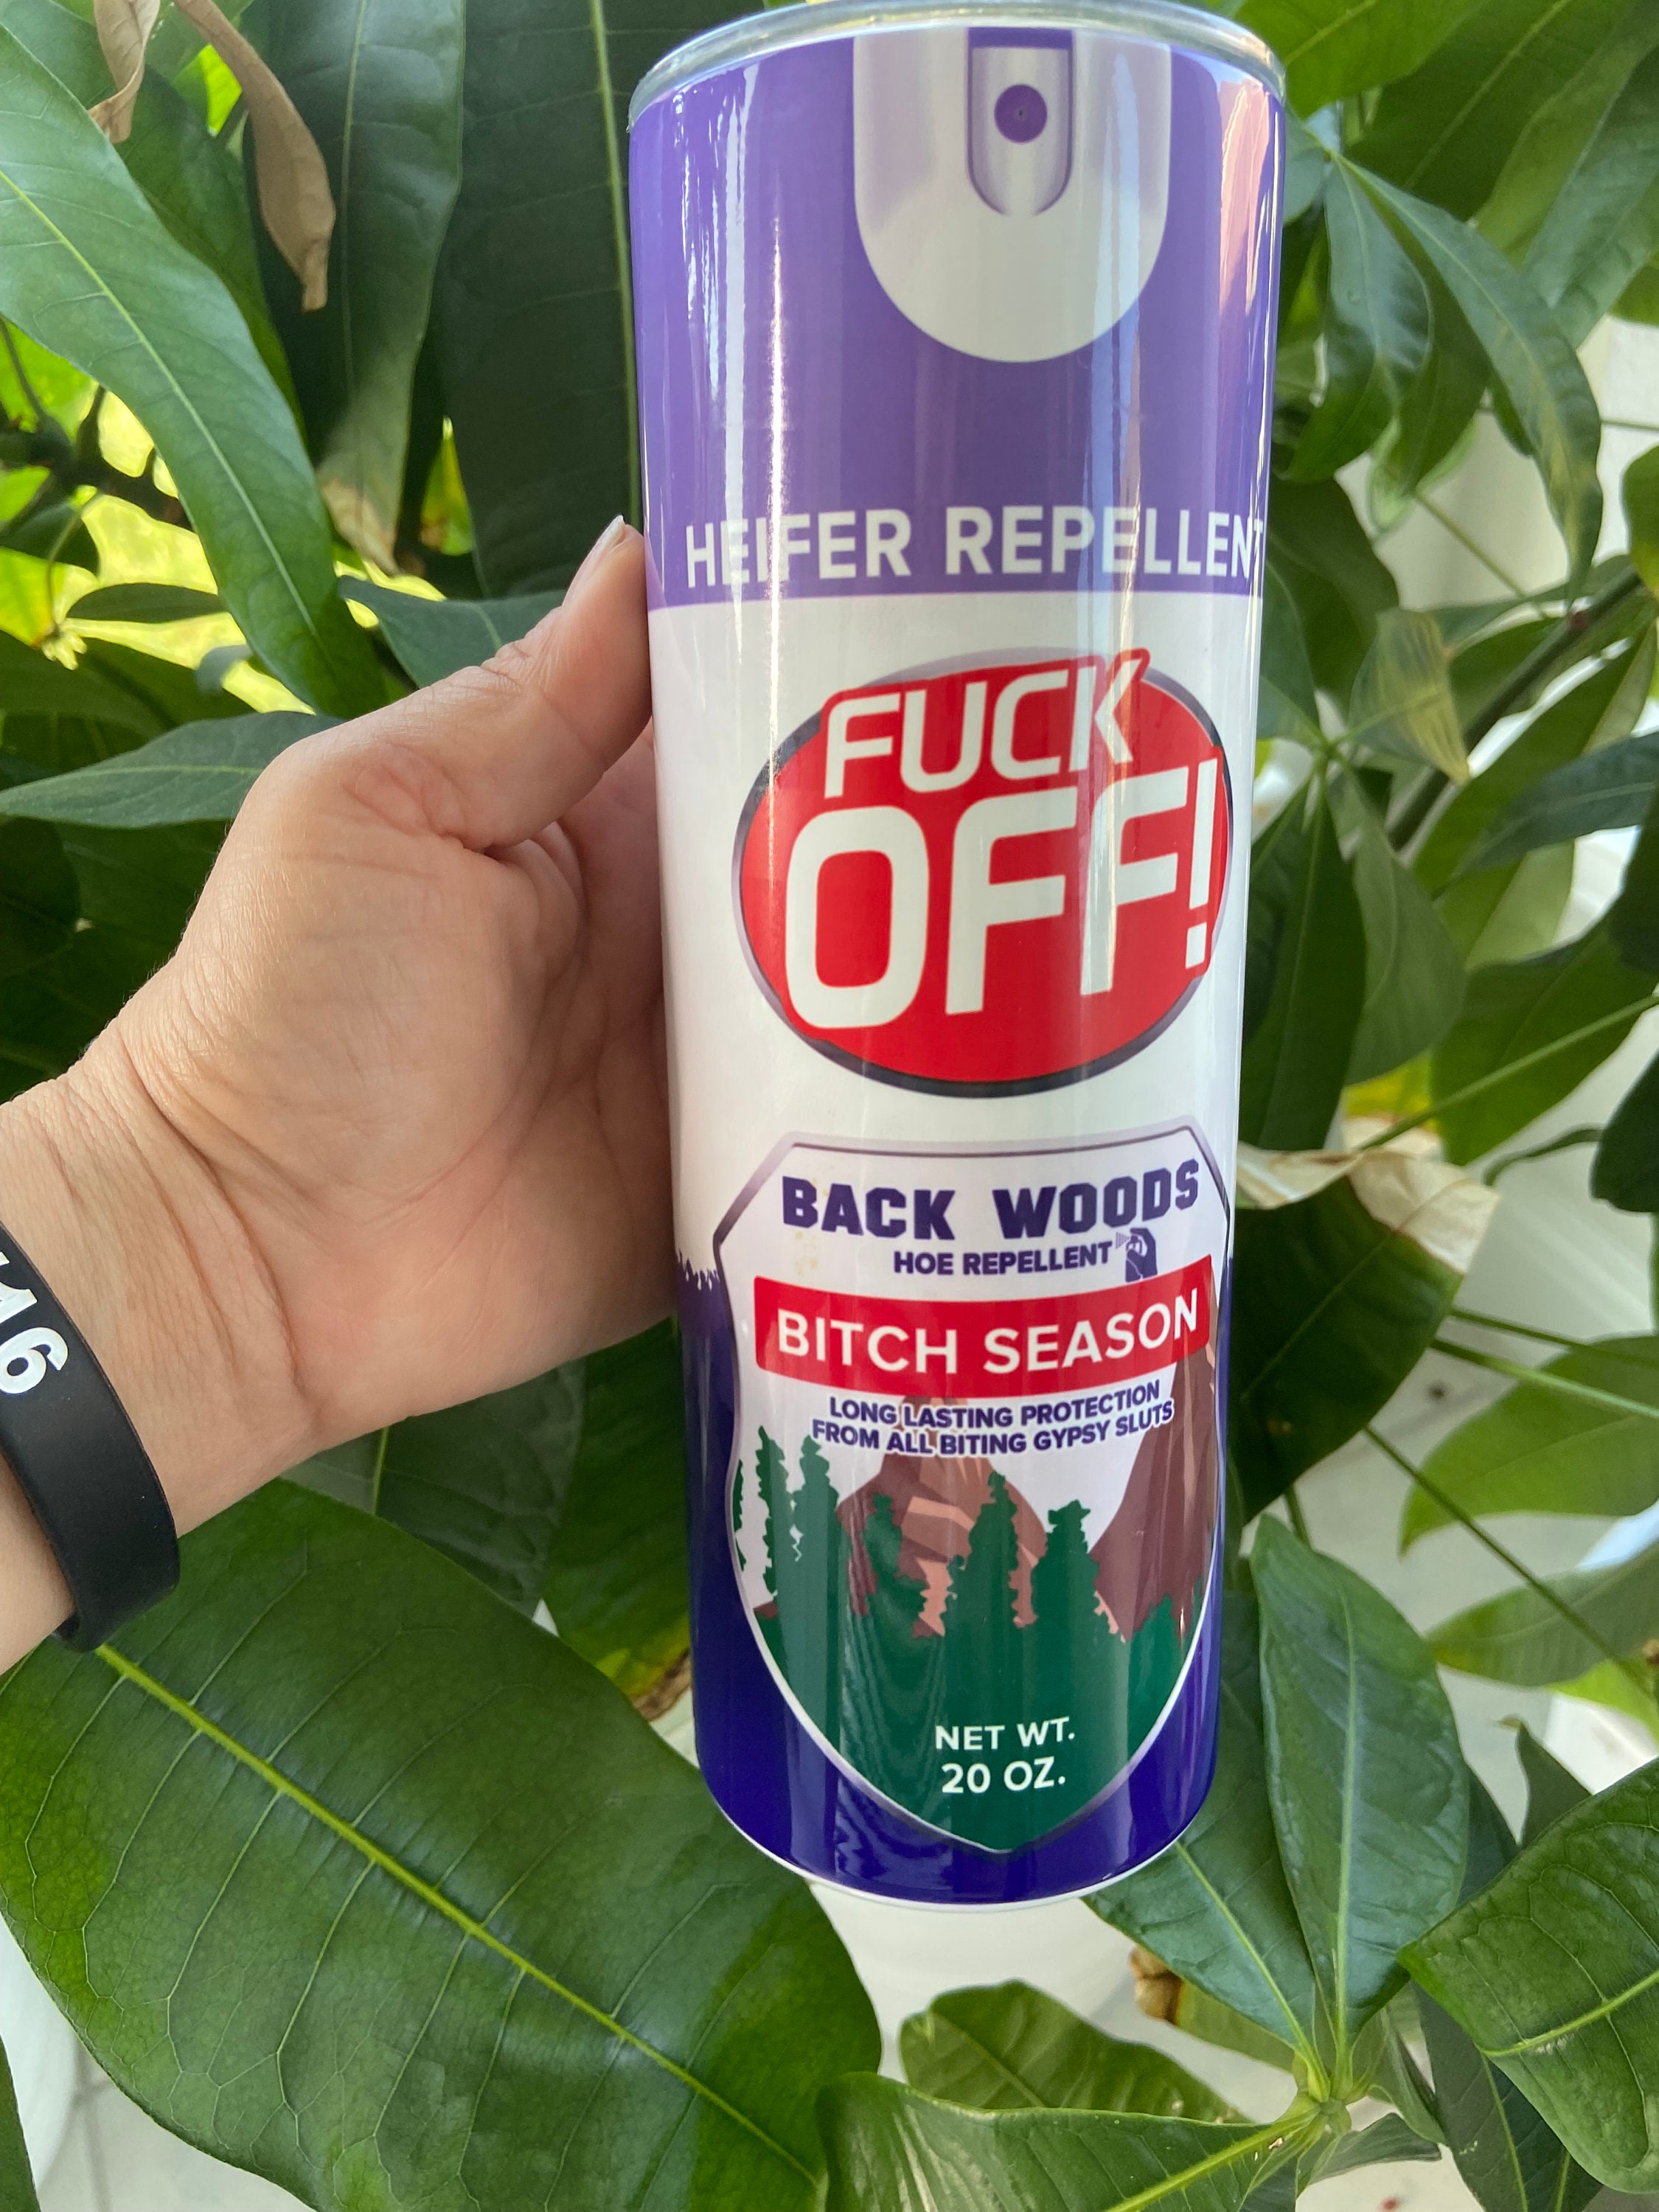 HEIFER REPELLENT
FUCK
OFF!
BACK WOODS
HOE REPELLENT
BITCH SEASON
LONG LASTING PROTECTION
FROM ALL BITING GYPSY SLUTS
NET WT.
20 OZ.